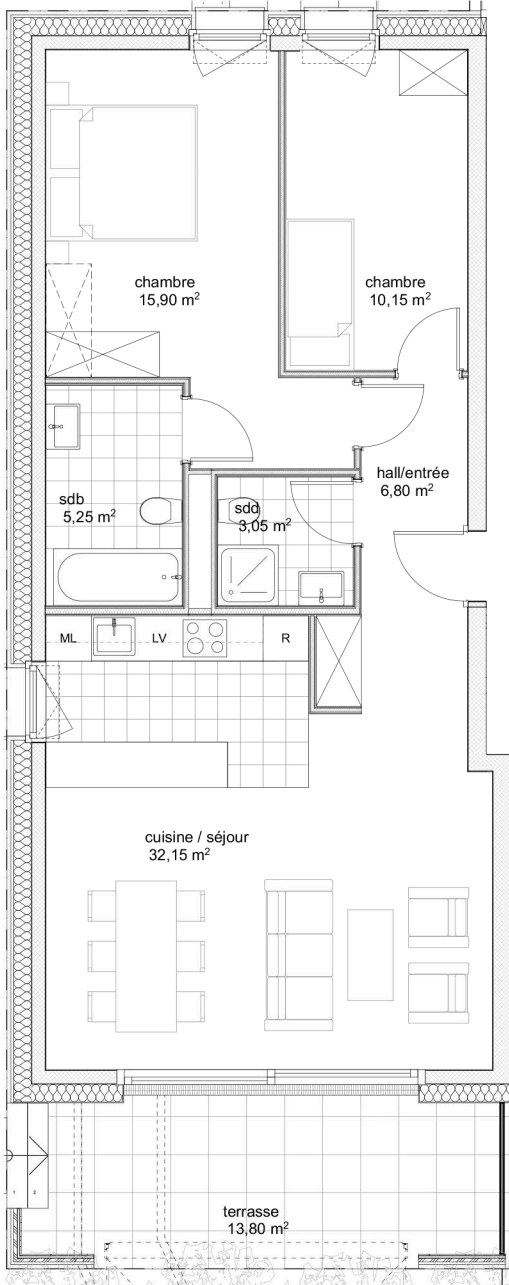 chambre
15,90 m²
chambre
10,15 m²
hall/entrée
6,80 m²
sdb
5,25 m²
sdd
3,05 m²
ML
LV
R
cuisine / séjour
32,15 m²
1
2
terrasse
13,80 m²